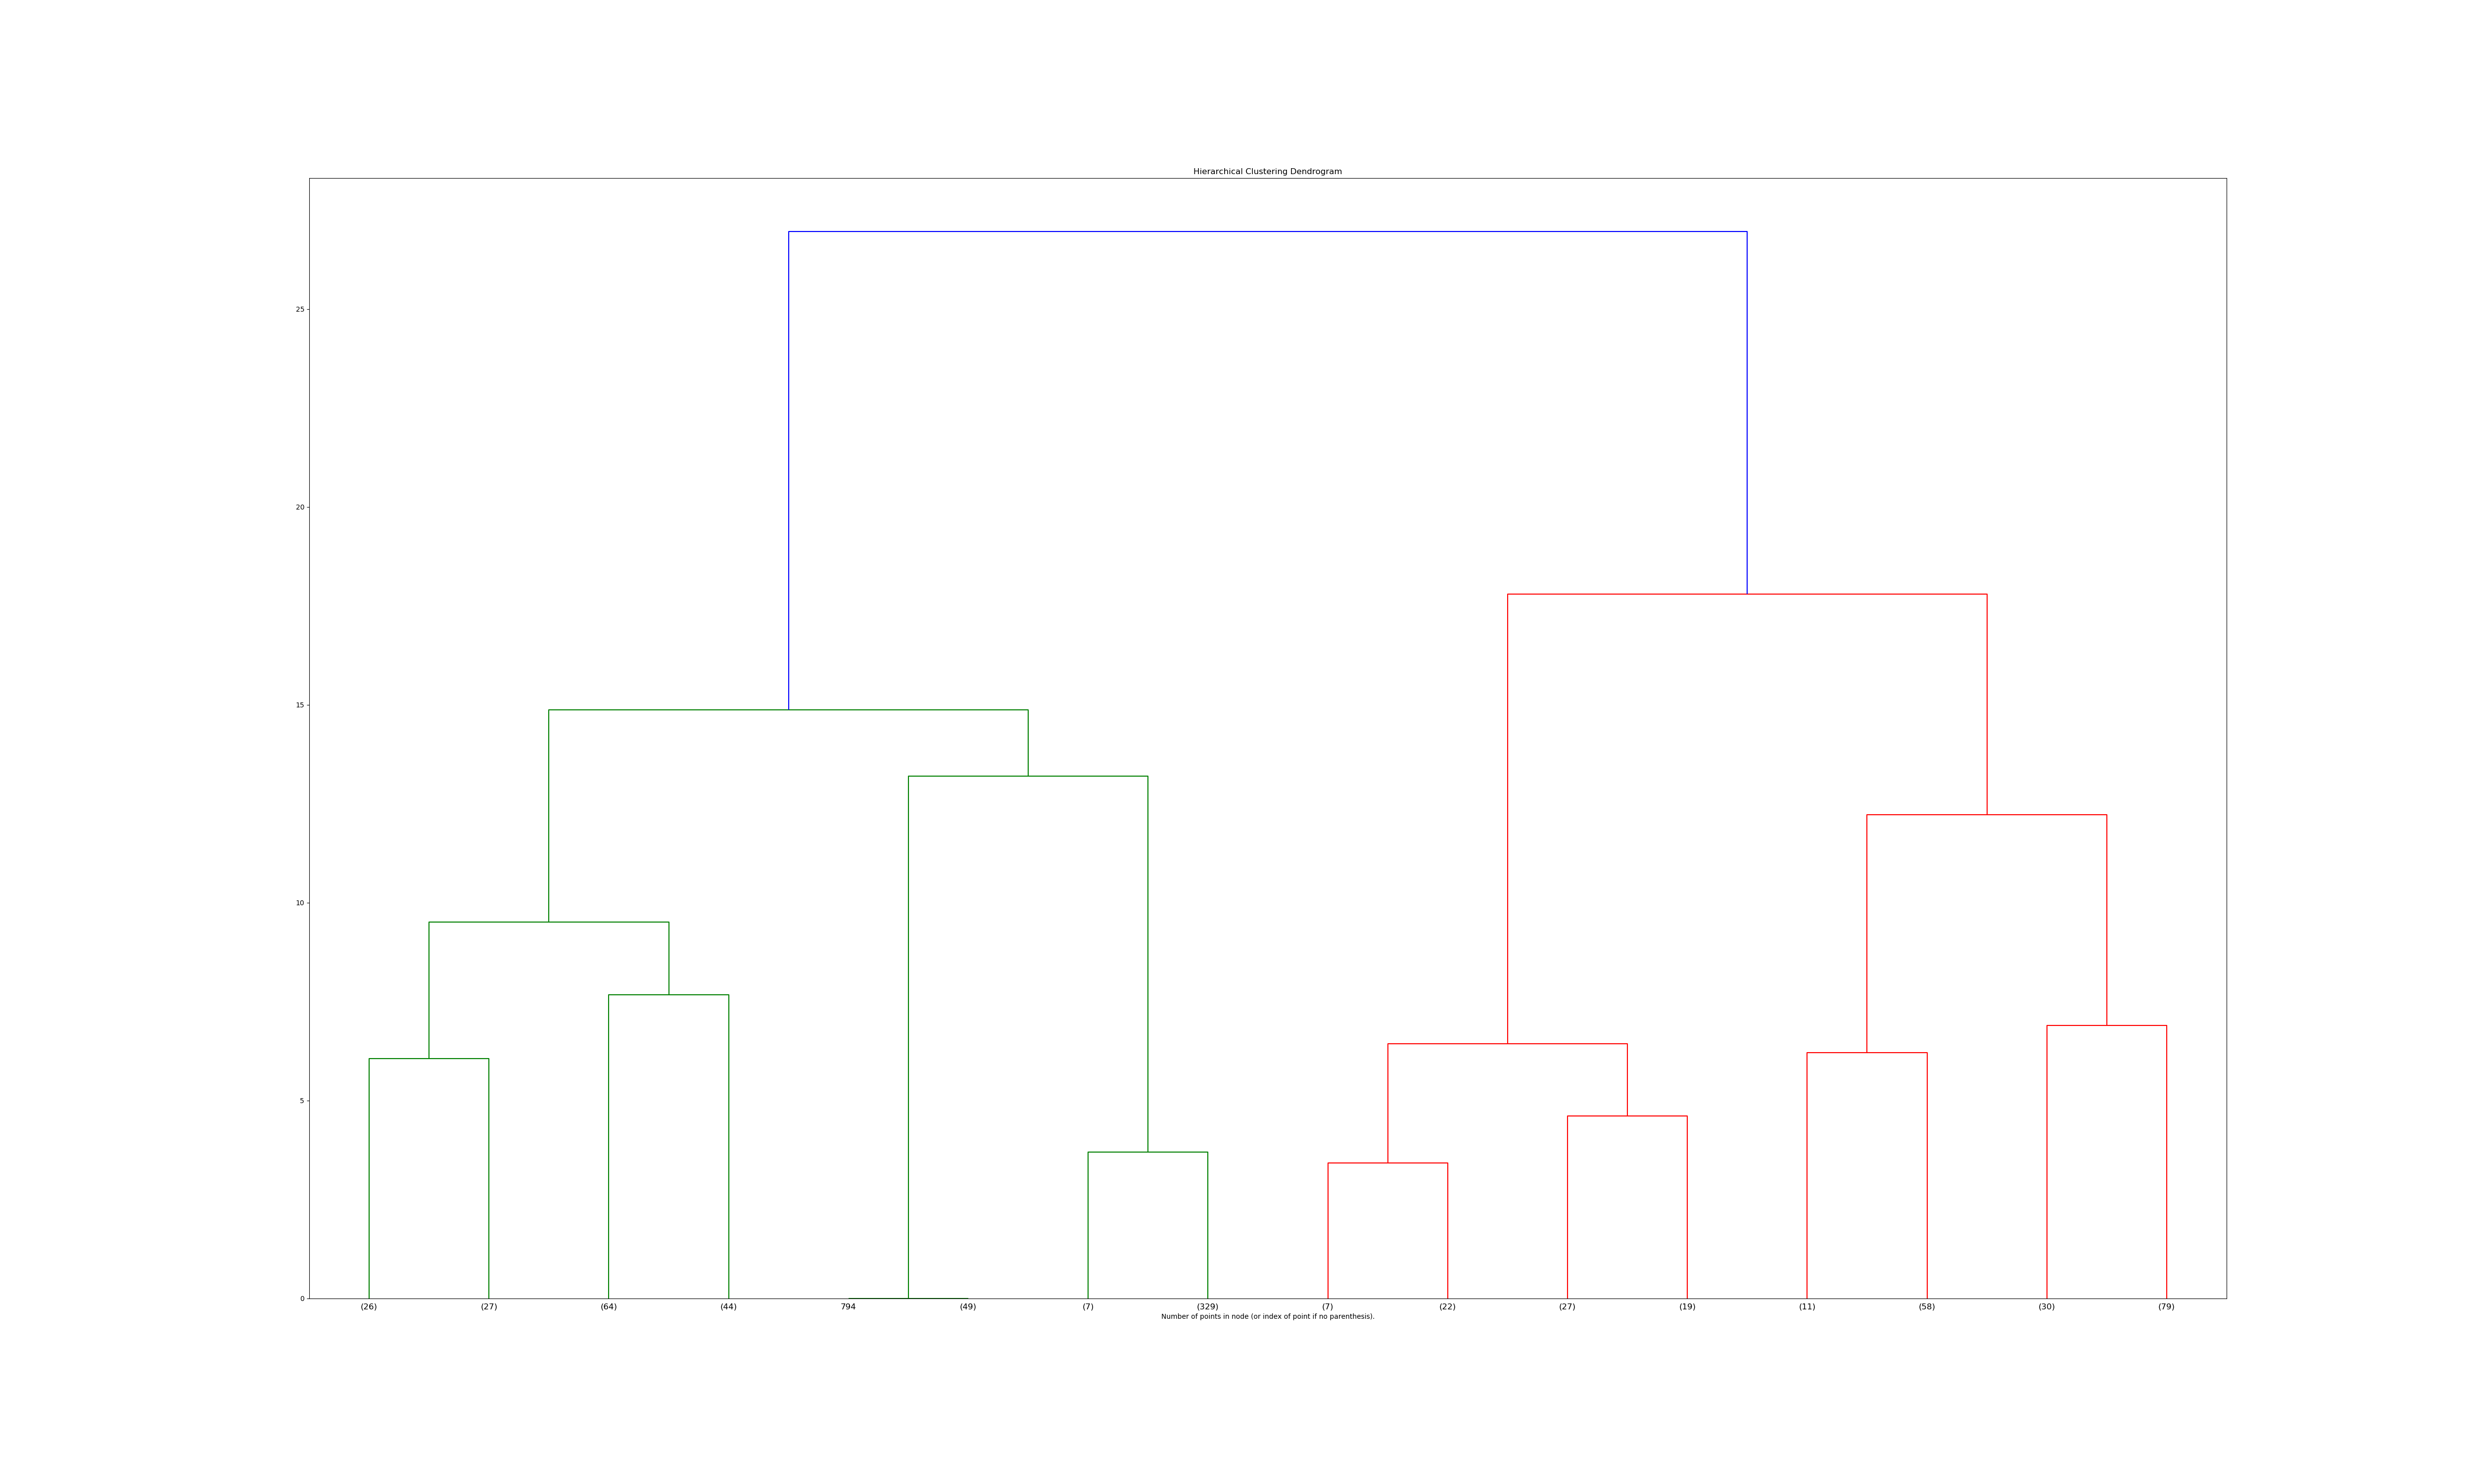 Hierarchical Clustering Dendrogram
25
20
15
10
5
0
(26) (27) (64) (44) 794 (49) (7) (329) (7) (22) (27) (19) (11) (58) (30) (79)
Number of points in node (or index of point if no parenthesis).